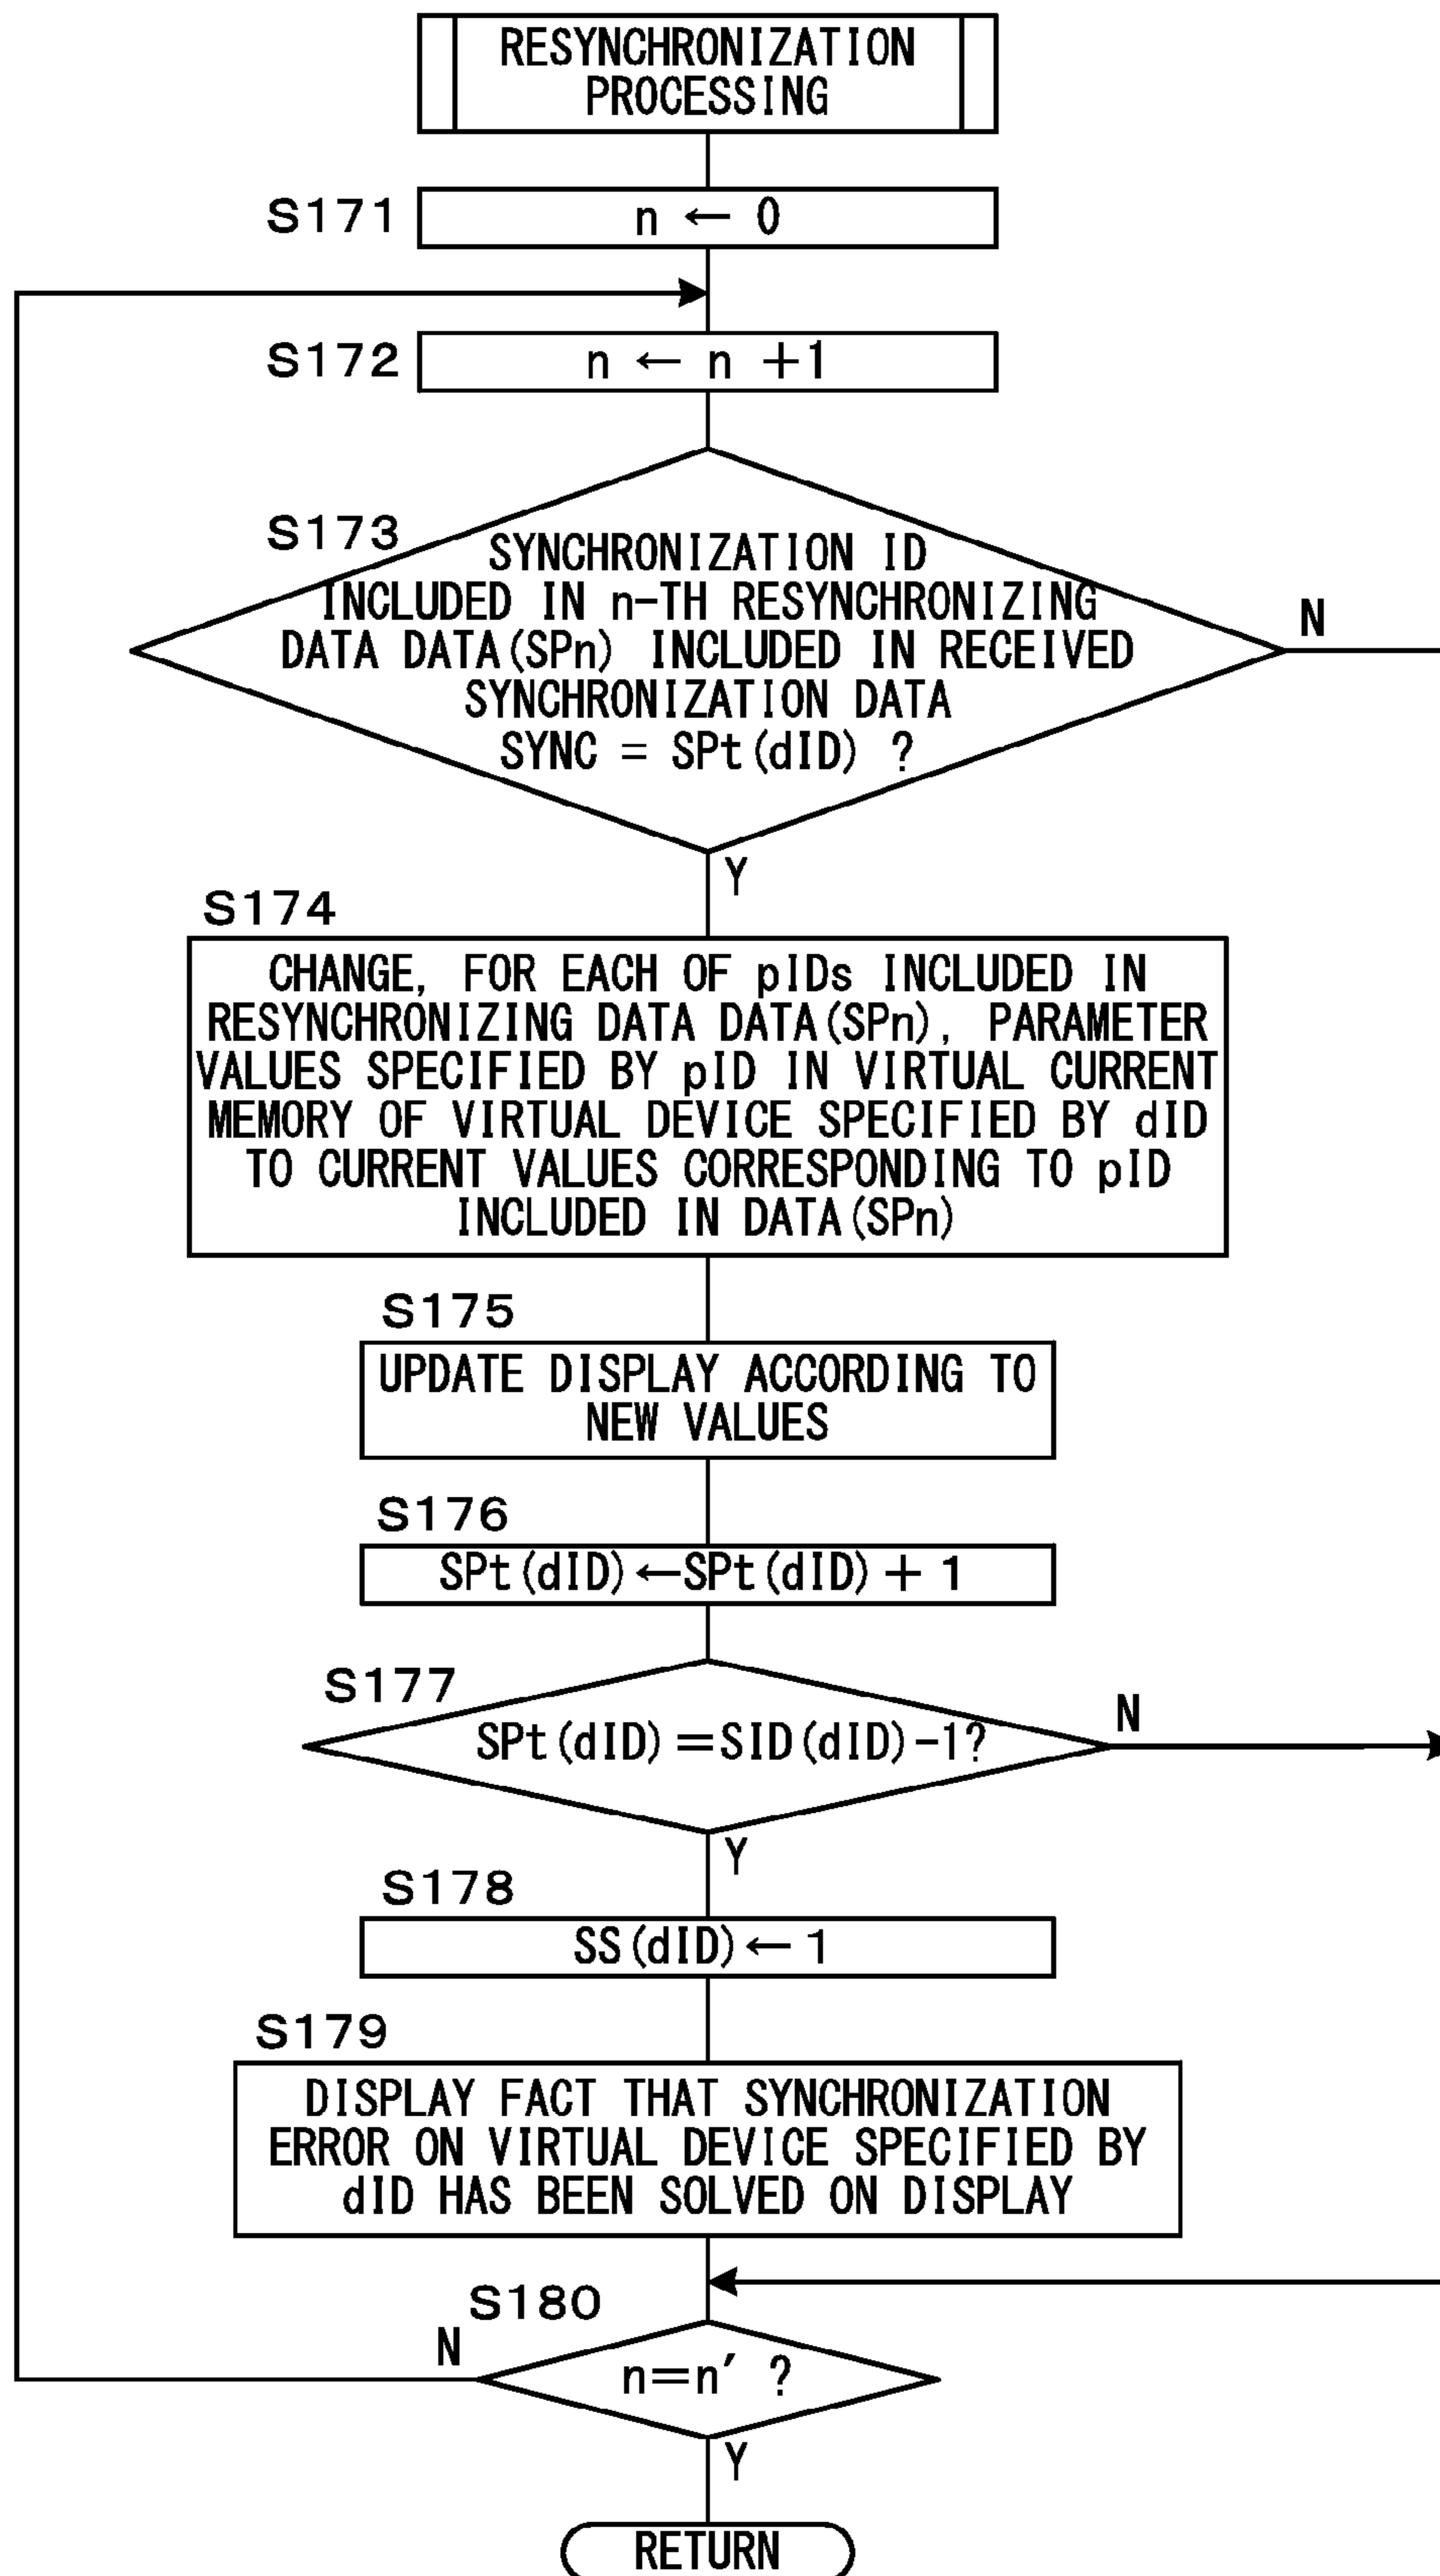 RESYNCHRONIZATION
PROCESSING
S171
n ← 0
S172
n ← n +1
S173
SYNCHRONIZATION ID
INCLUDED IN n-TH RESYNCHRONIZING
DATA DATA(SPn) INCLUDED IN RECEIVED
SYNCHRONIZATION DATA
SYNC = SPt(dID) ?
N
Y
S174
CHANGE, FOR EACH OF pIDs INCLUDED IN
RESYNCHRONIZING DATA DATA(SPn), PARAMETER
VALUES SPECIFIED BY pID IN VIRTUAL CURRENT
MEMORY OF VIRTUAL DEVICE SPECIFIED BY dID
TO CURRENT VALUES CORRESPONDING TO pID
INCLUDED IN DATA(SPn)
S175
UPDATE DISPLAY ACCORDING TO
NEW VALUES
S176
SPt(dID)←SPt(dID)+1
S177
SPt(dID)=SID(dID)-1?
N
Y
S178
SS(dID)←1
S179
DISPLAY FACT THAT SYNCHRONIZATION
ERROR ON VIRTUAL DEVICE SPECIFIED BY
dID HAS BEEN SOLVED ON DISPLAY
S180
N
n=n′ ?
Y
RETURN